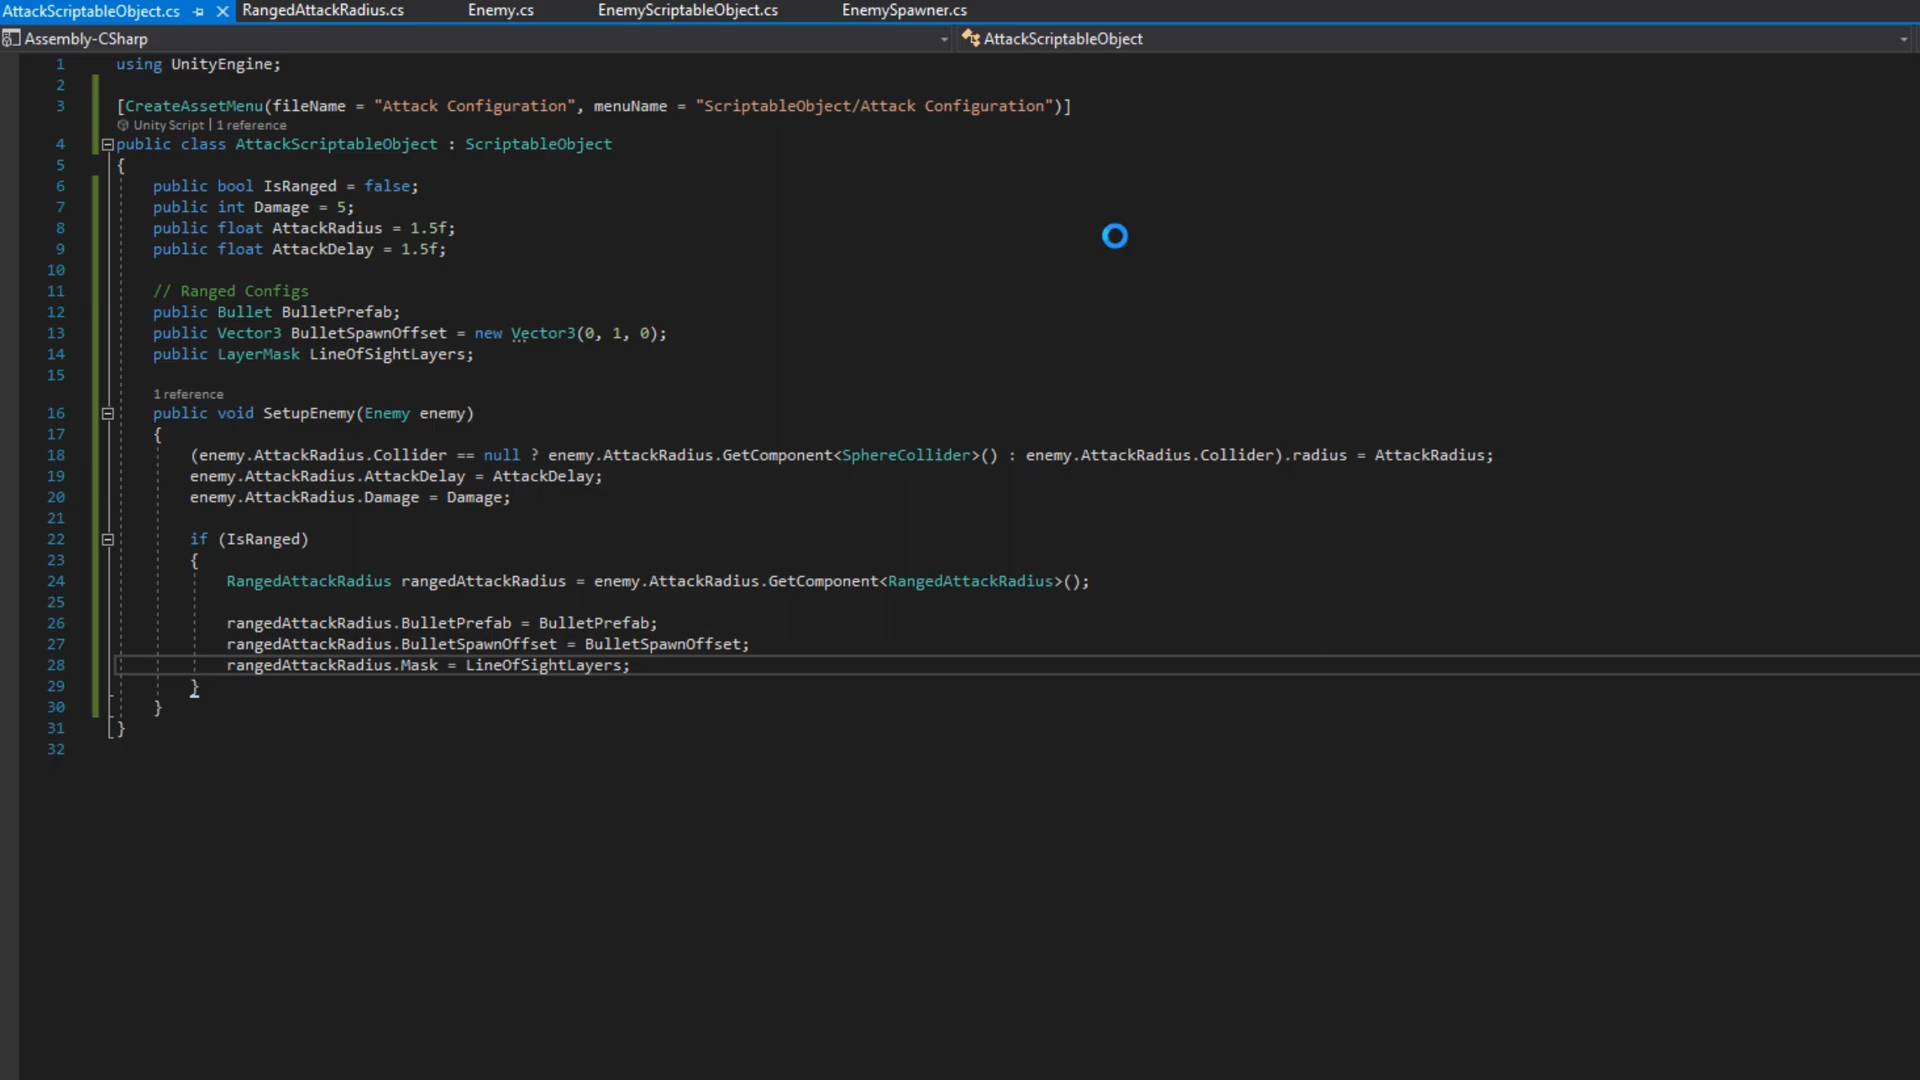 AttackScriptableObject.cs RangedAttackRadius.cs Enemy.cs EnemyScriptableObject.cs EnemySpawner.cs
Assembly-CSharp AttackScriptableObject
1 using UnityEngine;
2
3 [CreateAssetMenu(fileName = "Attack Configuration", menuName = "ScriptableObject/Attack Configuration")]
Unity Script | 1 reference
4 public class AttackScriptableObject : ScriptableObject
5 {
6 public bool IsRanged = false;
7 public int Damage = 5;
8 public float AttackRadius = 1.5f;
9 public float AttackDelay = 1.5f;
10
11 // Ranged Configs
12 public Bullet BulletPrefab;
13 public Vector3 BulletSpawnOffset = new Vector3(0, 1, 0);
14 public LayerMask LineOfSightLayers;
15
1 reference
16 public void SetupEnemy(Enemy enemy)
17 {
18 (enemy.AttackRadius.Collider == null ? enemy.AttackRadius.GetComponent<SphereCollider>() : enemy.AttackRadius.Collider).radius = AttackRadius;
19 enemy.AttackRadius.AttackDelay = AttackDelay;
20 enemy.AttackRadius.Damage = Damage;
21
22 if (IsRanged)
23 {
24 RangedAttackRadius rangedAttackRadius = enemy.AttackRadius.GetComponent<RangedAttackRadius>();
25
26 rangedAttackRadius.BulletPrefab = BulletPrefab;
27 rangedAttackRadius.BulletSpawnOffset = BulletSpawnOffset;
28 rangedAttackRadius.Mask = LineOfSightLayers;
29 }
30 }
31 }
32